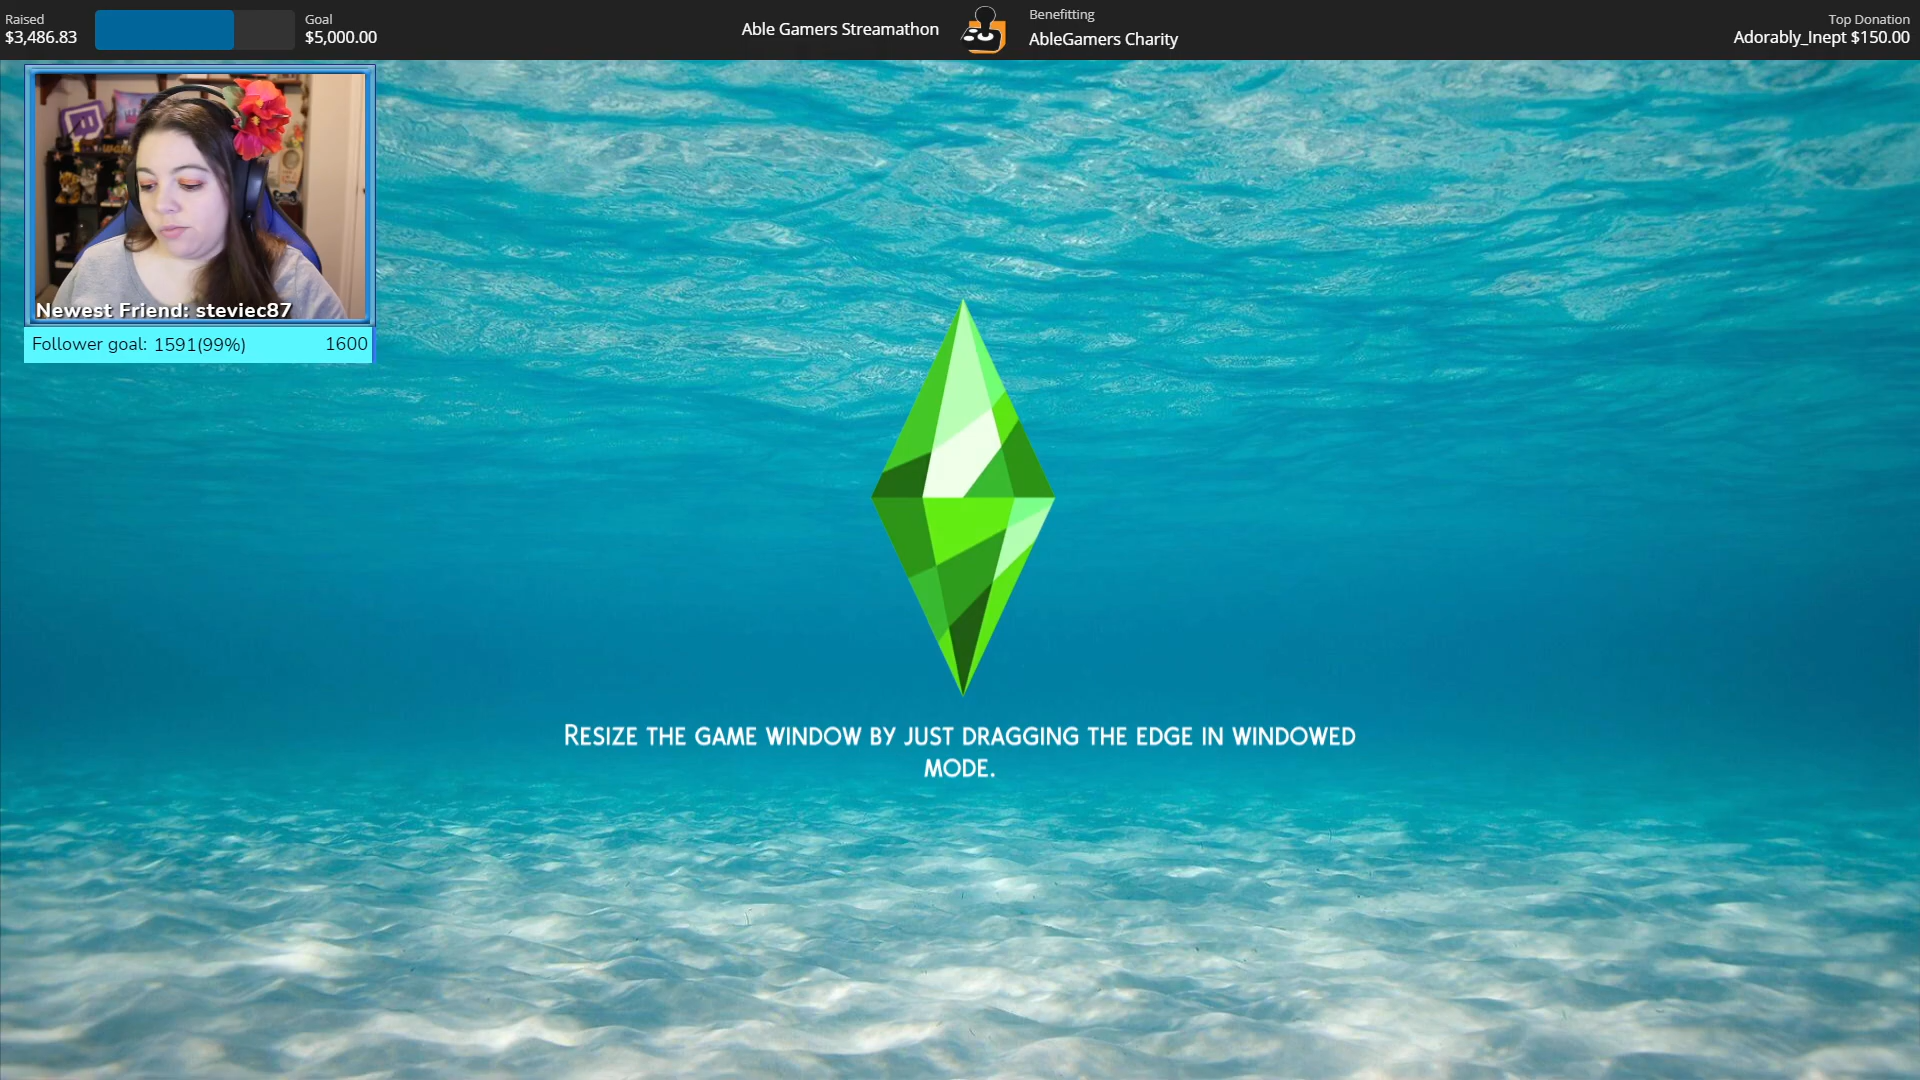 Raised
$3,486.83
Goal
$5,000.00
Able Gamers Streamathon
Benefitting
AbleGamers Charity
Top Donation
Adorably_Inept $150.00
Newest Friend: steviec87
Follower goal: 1591(99%) 1600
Resize the game window by just dragging the edge in windowed
mode.